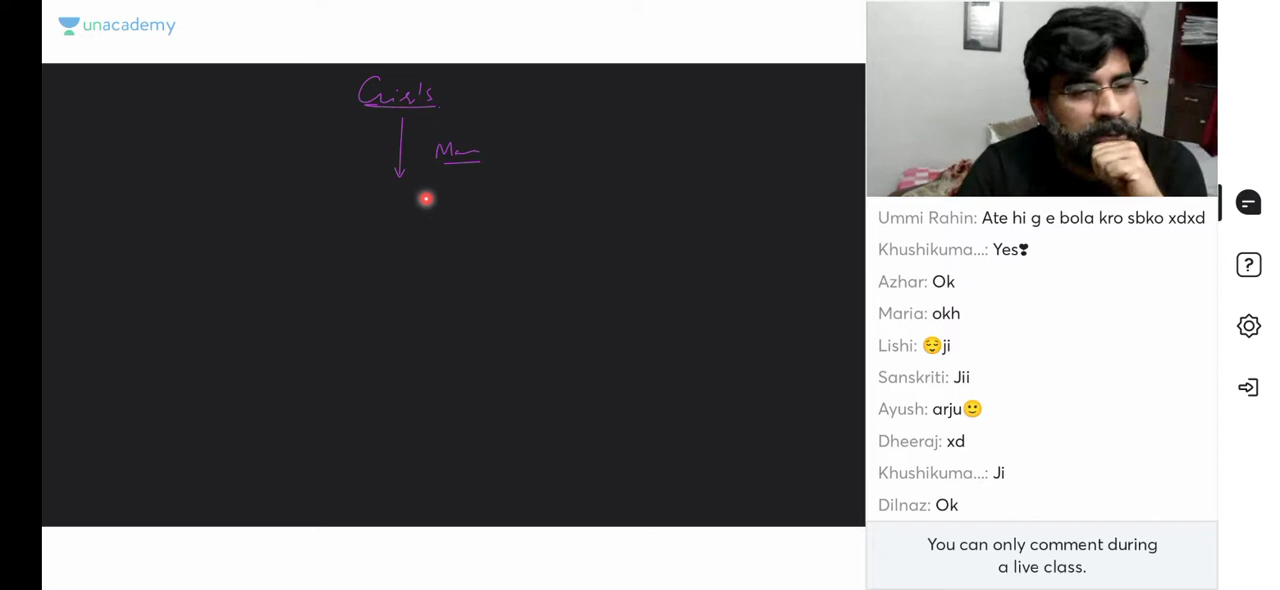 unacademy
Crisis
Man
Ummi Rahin: Ate hi g e bola kro sbko xdxd
Khushikuma...: Yes❣
Azhar: Ok
Maria: okh
Lishi: 😌ji
Sanskriti: Jii
Ayush: arju🙂
Dheeraj: xd
Khushikuma...: Ji
Dilnaz: Ok
You can only comment during
a live class.